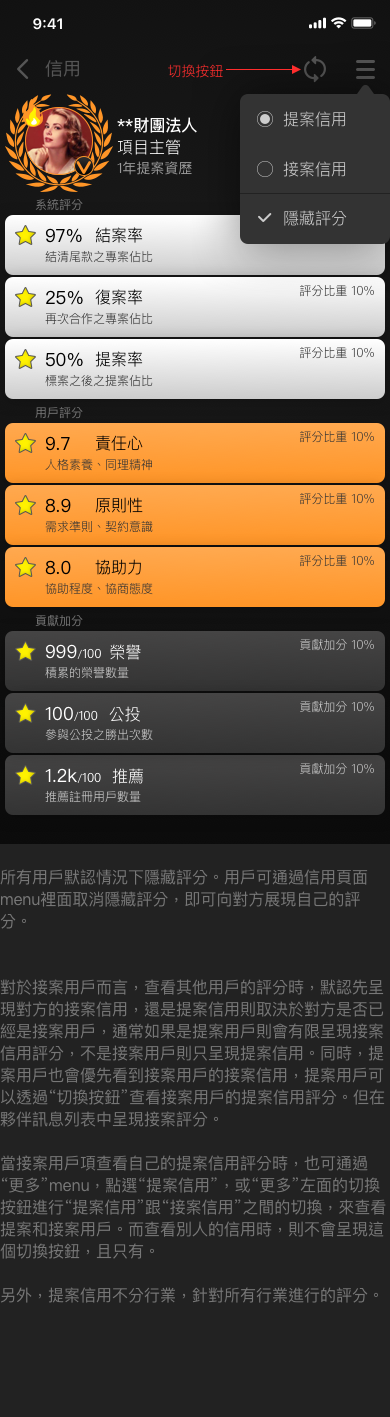 9:41
信用
切換按鈕
提案信用
接案信用
隱藏評分
**財團法人
項目主管
1年提案資歷
系統評分
97% 結案率
結清尾款之專案佔比
25% 復案率
評分比重 10%
再次合作之專案佔比
50% 提案率
評分比重 10%
標案之後之提案佔比
用戶評分
9.7 責任心
評分比重 10%
人格素養、同理精神
8.9 原則性
評分比重 10%
需求準則、契約意識
8.0 協助力
評分比重 10%
協助程度、協商態度
貢獻加分
999/100 榮譽
貢獻加分 10%
積累的榮譽數量
100/100 公投
貢獻加分 10%
參與公投之勝出次數
1.2k/100 推薦
貢獻加分 10%
推薦註冊用戶數量
所有用戶默認情況下隱藏評分。用戶可通過信用頁面
menu裡面取消隱藏評分，即可向對方展現自己的評
分。
對於接案用戶而言，查看其他用戶的評分時，默認先呈
現對方的接案信用，還是提案信用則取決於對方是否已
經是接案用戶，通常如果是提案用戶則會有限呈現接案
信用評分，不是接案用戶則只呈現提案信用。同時，提
案用戶也會優先看到接案用戶的接案信用，提案用戶可
以透過“切換按鈕”查看接案用戶的提案信用評分。但在
夥伴訊息列表中呈現接案評分。
當接案用戶項查看自己的提案信用評分時，也可通過
“更多”menu，點選“提案信用”，或“更多”左面的切換
按鈕進行“提案信用”跟“接案信用”之間的切換，來查看
提案和接案用戶。而查看別人的信用時，則不會呈現這
個切換按鈕，且只有。
另外，提案信用不分行業，針對所有行業進行的評分。